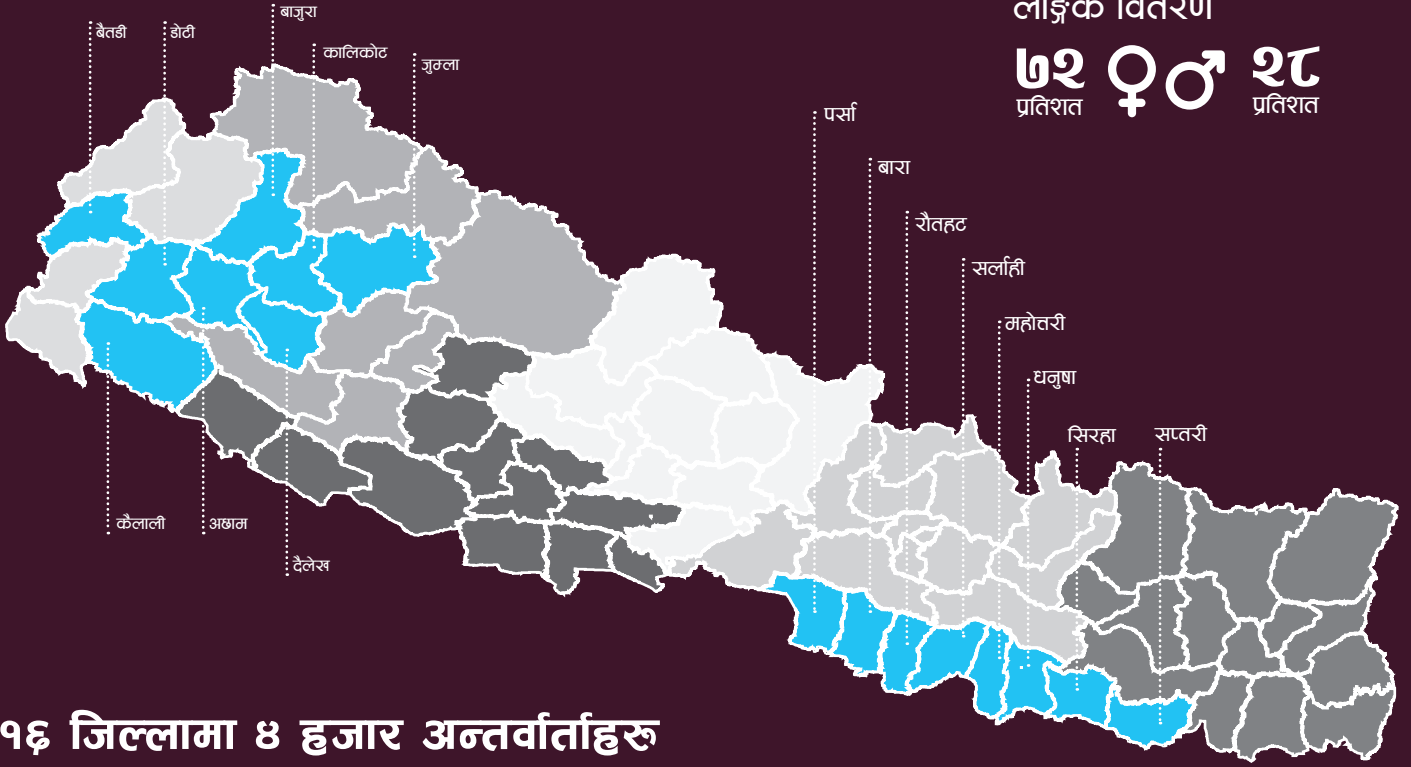 लैङ्गिक वितरण
७२ २८
प्रतिशत प्रतिशत
बैतडी
डोटी
बाजुरा
कालिकोट
जुम्ला
पर्सा
बारा
रौतहट
सर्लाही
महोत्तरी
धनुषा
सिरहा
सप्तरी
कैलाली
अछाम
दैलेख
१६ जिल्लामा ४ हजार अन्तर्वार्ताहरू